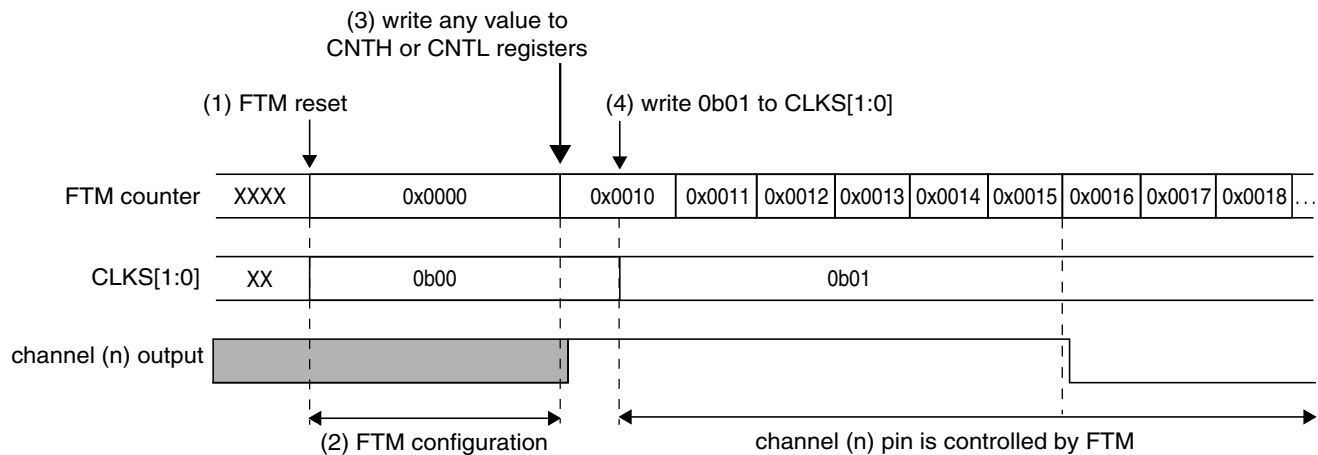 (3) write any value to
CNTH or CNTL registers
(1) FTM reset
(4) write 0b01 to CLKS[1:0]
FTM counter XXXX 0x0000 0x0010 0x0011 0x0012 0x0013 0x0014 0x0015 0x0016 0x0017 0x0018 ...
CLKS[1:0] XX 0b00 0b01
channel (n) output
(2) FTM configuration channel (n) pin is controlled by FTM